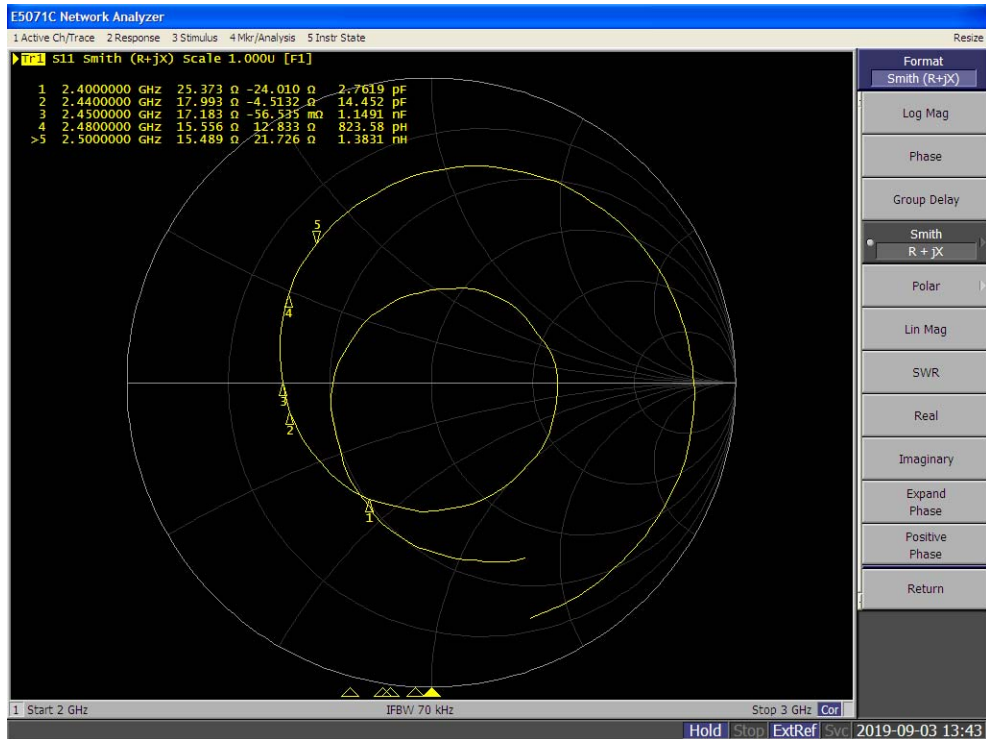 E5071C Network Analyzer
1 Active Ch/Trace 2 Response 3 Stimulus 4 Mkr/Analysis 5 Instr State Resize
Tr1 S11 Smith (R+jX) Scale 1.000U [F1]
1 2.4000000 GHz 25.373 Ω -24.010 Ω 2.7619 pF
2 2.4400000 GHz 17.993 Ω -4.5132 Ω 14.452 pF
3 2.4500000 GHz 17.183 Ω -56.535 mΩ 1.1491 nF
4 2.4800000 GHz 15.556 Ω 12.833 Ω 823.58 pH
>5 2.5000000 GHz 15.489 Ω 21.726 Ω 1.3831 nH
5
4
3
2
1
Format
Smith (R+jX)
Log Mag
Phase
Group Delay
Smith
R + jX
Polar
Lin Mag
SWR
Real
Imaginary
Expand
Phase
Positive
Phase
Return
1 Start 2 GHz IFBW 70 kHz Stop 3 GHz Cor
Hold Stop ExtRef Svc 2019-09-03 13:43